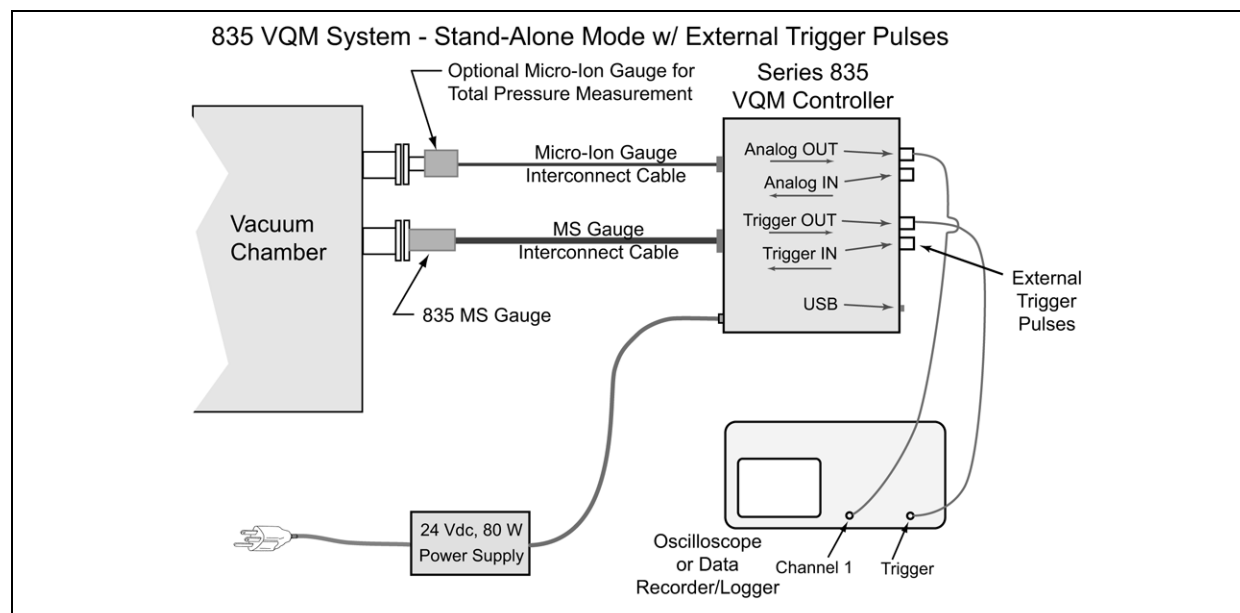 835 VQM System - Stand-Alone Mode w/ External Trigger Pulses
Optional Micro-Ion Gauge for
Total Pressure Measurement
Series 835
VQM Controller
Micro-Ion Gauge
Interconnect Cable
Analog OUT
Analog IN
Vacuum
Chamber
MS Gauge
Interconnect Cable
Trigger OUT
Trigger IN
External
Trigger
Pulses
835 MS Gauge
USB
24 Vdc, 80 W
Power Supply
Oscilloscope
or Data
Recorder/Logger
Channel 1
Trigger